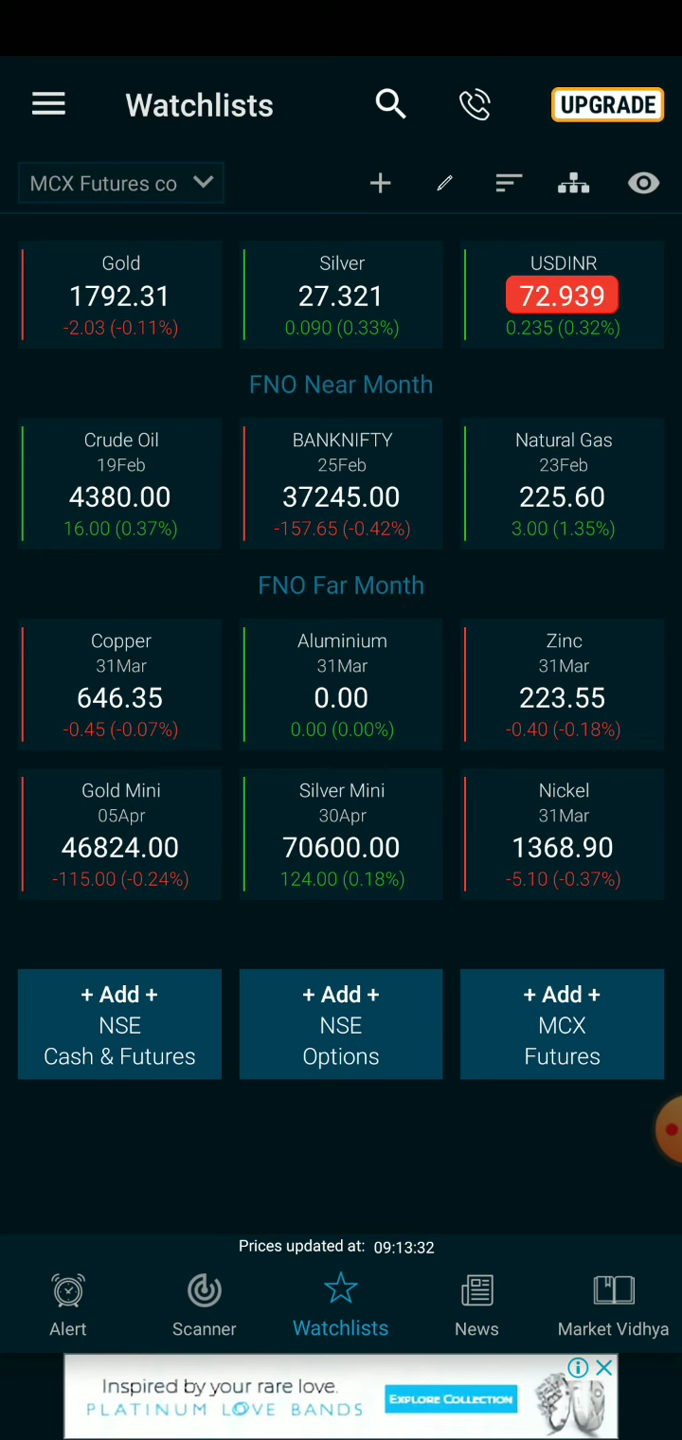 Watchlists
UPGRADE
MCX Futures co
Gold
1792.31
-2.03 (-0.11%)
Silver
27.321
0.090 (0.33%)
USDINR
72.939
0.235 (0.32%)
FNO Near Month
Crude Oil
19Feb
4380.00
16.00 (0.37%)
BANKNIFTY
25Feb
37245.00
-157.65 (-0.42%)
Natural Gas
23Feb
225.60
3.00 (1.35%)
FNO Far Month
Copper
31Mar
646.35
-0.45 (-0.07%)
Aluminium
31Mar
0.00
0.00 (0.00%)
Zinc
31Mar
223.55
-0.40 (-0.18%)
Gold Mini
05Apr
46824.00
-115.00 (-0.24%)
Silver Mini
30Apr
70600.00
124.00 (0.18%)
Nickel
31Mar
1368.90
-5.10 (-0.37%)
+ Add +
NSE
Cash & Futures
+ Add +
NSE
Options
+ Add +
MCX
Futures
Prices updated at: 09:13:32
Alert
Scanner
Watchlists
News
Market Vidhya
Inspired by your rare love.
PLATINUM LOVE BANDS
EXPLORE COLLECTION